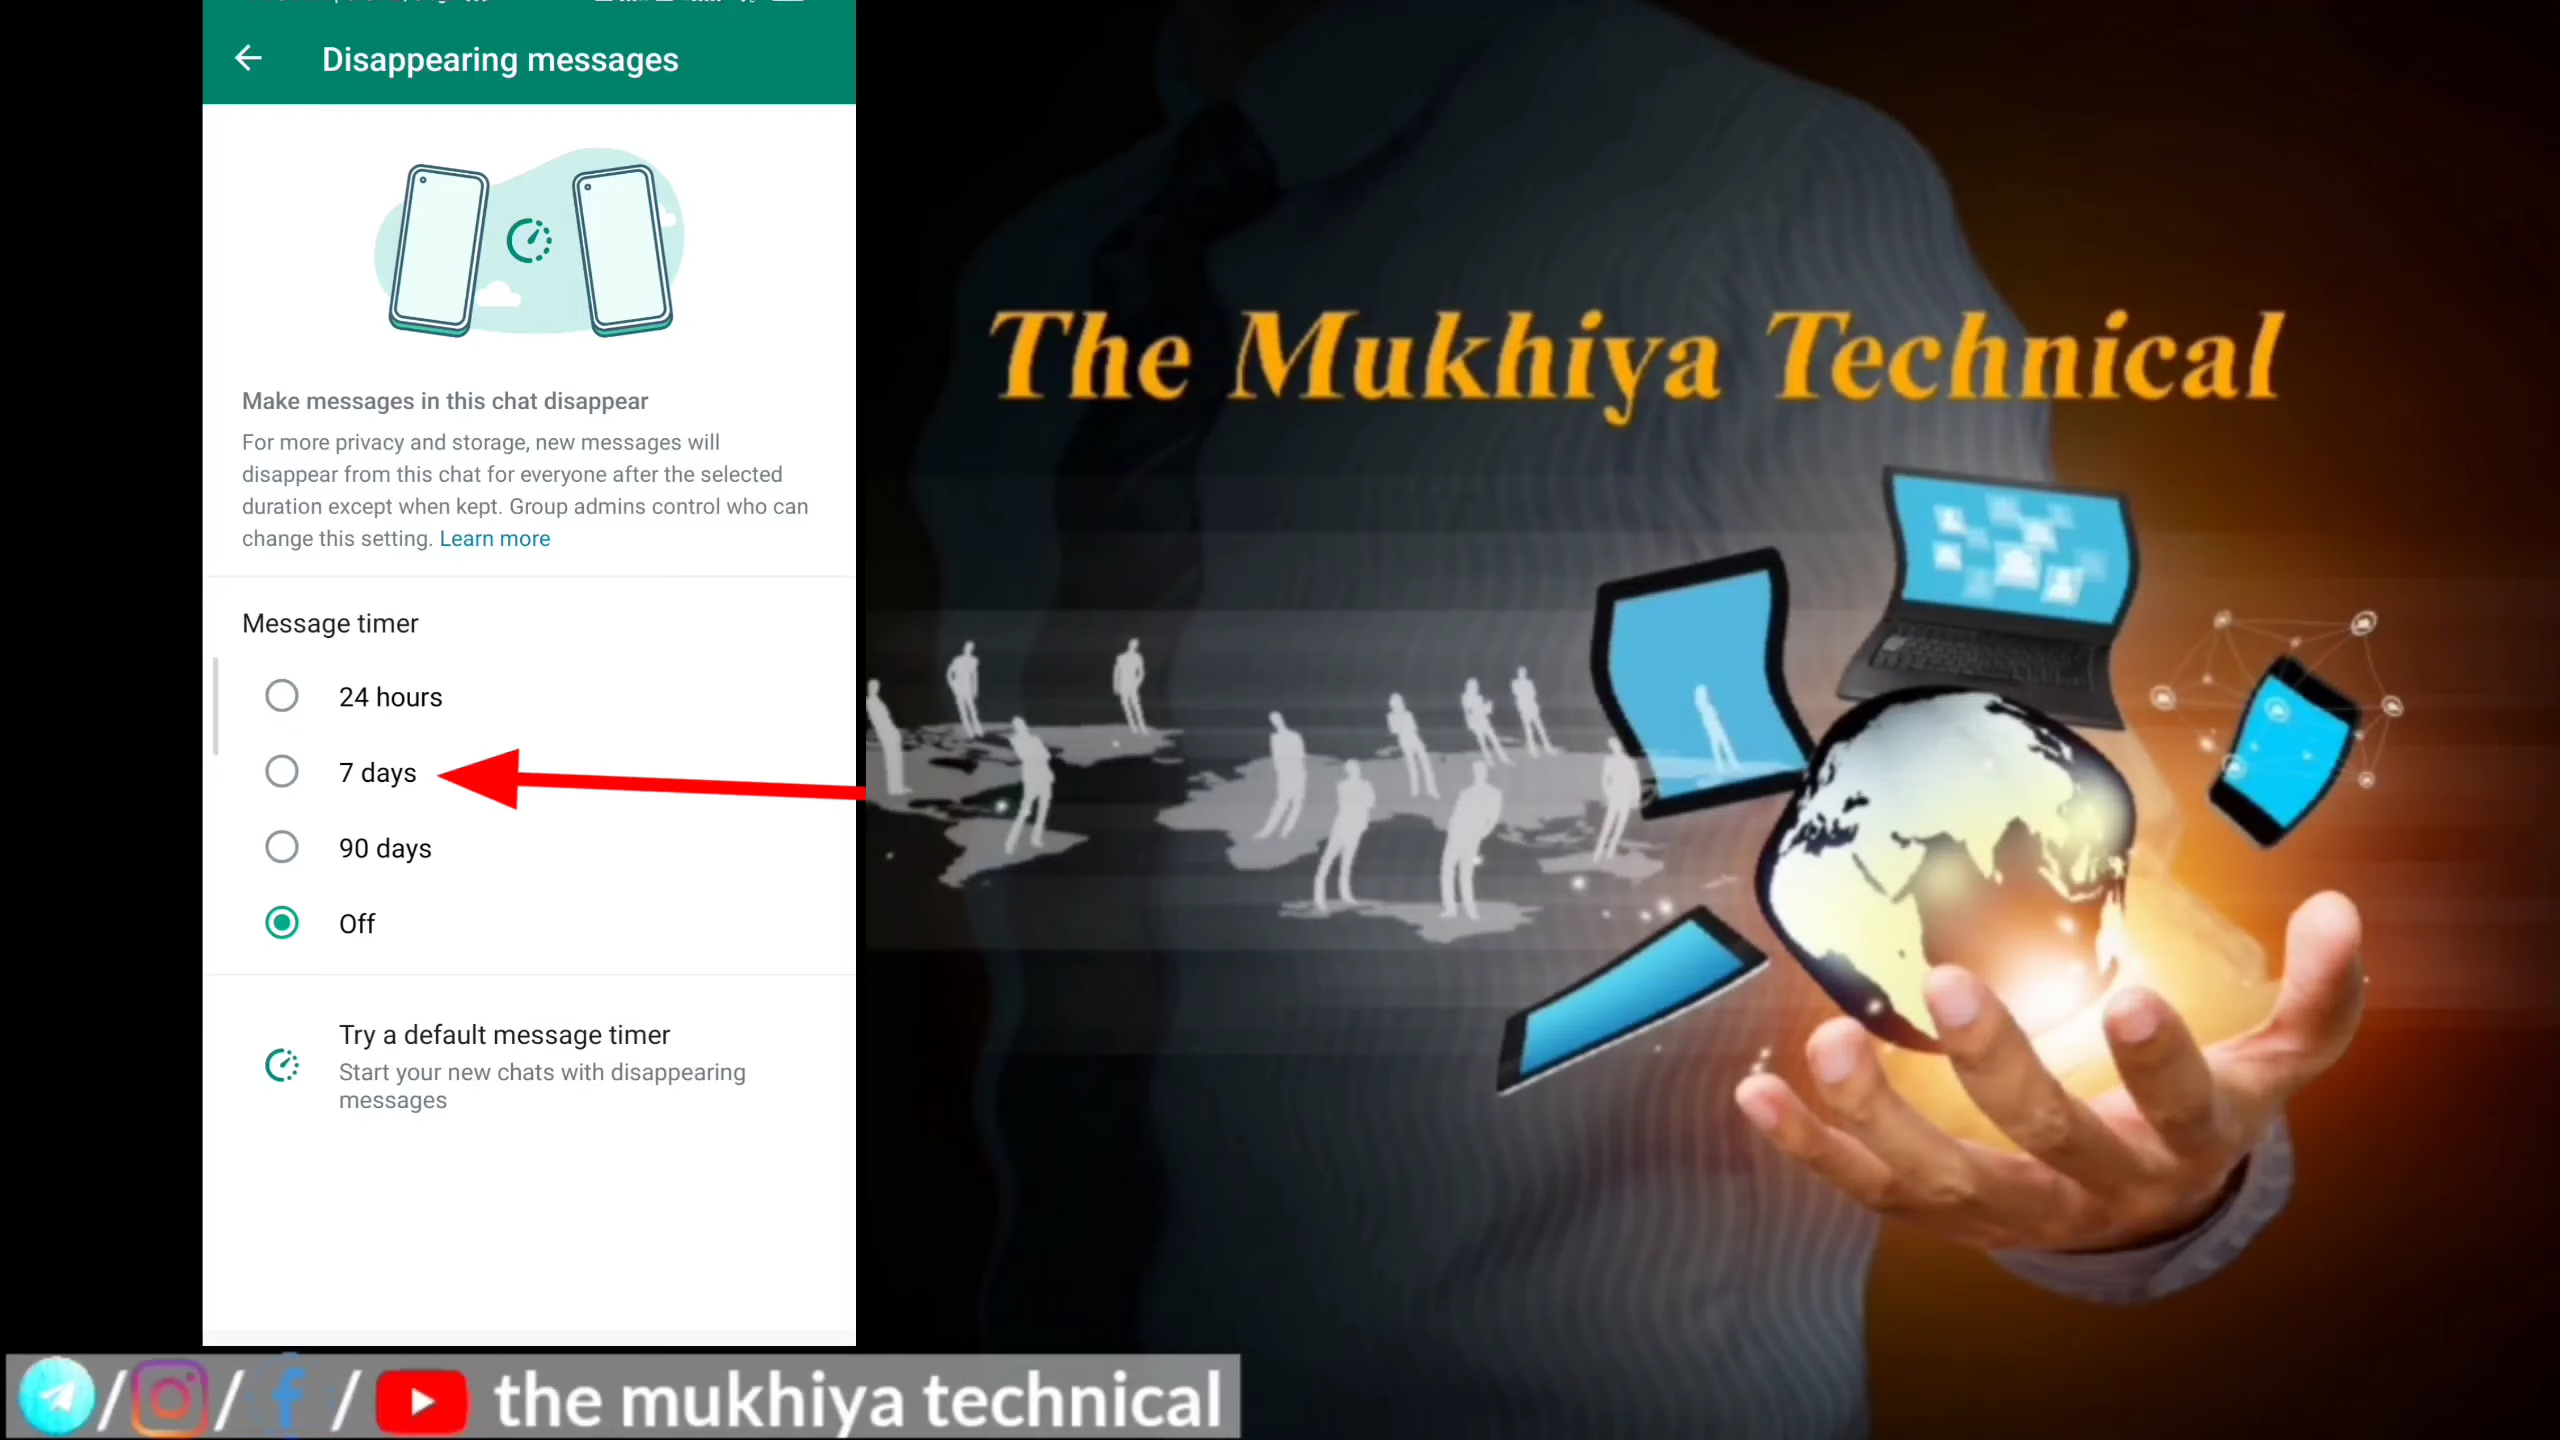 Disappearing messages
Make messages in this chat disappear
For more privacy and storage, new messages will
disappear from this chat for everyone after the selected
duration except when kept. Group admins control who can
change this setting. Learn more
Message timer
24 hours
7 days
90 days
Off
Try a default message timer
Start your new chats with disappearing
messages
The Mukhiya Technical
/ / / the mukhiya technical